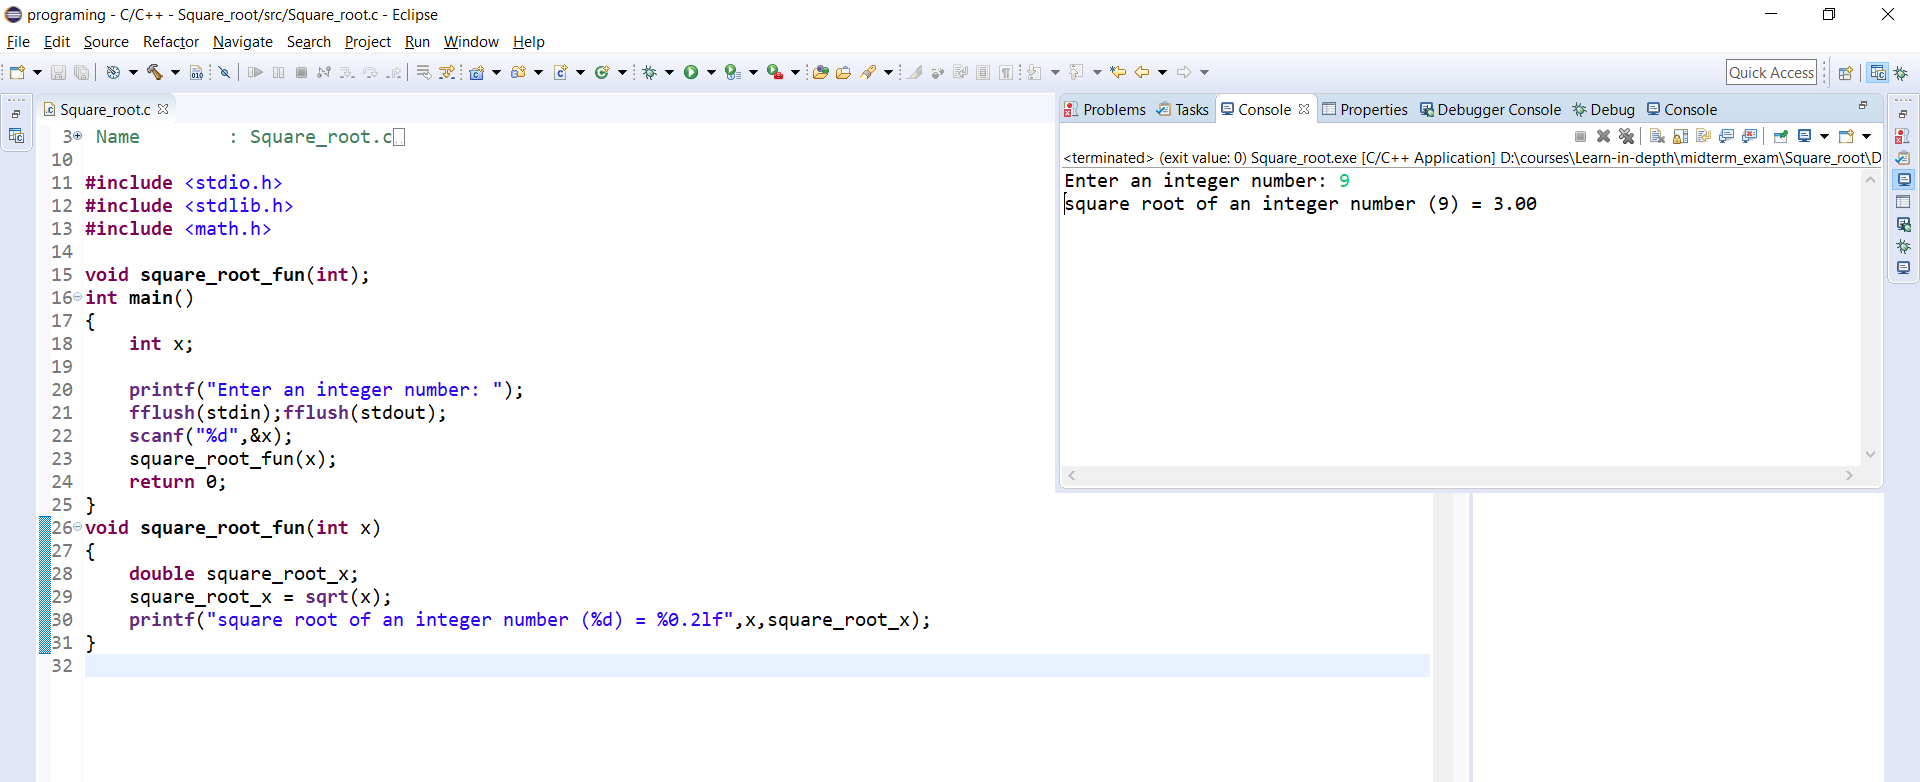 programing - C/C++ - Square_root/src/Square_root.c - Eclipse
File Edit Source Refactor Navigate Search Project Run Window Help
Quick Access
Square_root.c
3 Name        : Square_root.c
10
11 #include <stdio.h>
12 #include <stdlib.h>
13 #include <math.h>
14
15 void square_root_fun(int);
16 int main()
17 {
18     int x;
19
20     printf("Enter an integer number: ");
21     fflush(stdin);fflush(stdout);
22     scanf("%d",&x);
23     square_root_fun(x);
24     return 0;
25 }
26 void square_root_fun(int x)
27 {
28     double square_root_x;
29     square_root_x = sqrt(x);
30     printf("square root of an integer number (%d) = %0.2lf",x,square_root_x);
31 }
32
Problems Tasks Console Properties Debugger Console Debug Console
<terminated> (exit value: 0) Square_root.exe [C/C++ Application] D:\courses\Learn-in-depth\midterm_exam\Square_root\D
Enter an integer number: 9
square root of an integer number (9) = 3.00